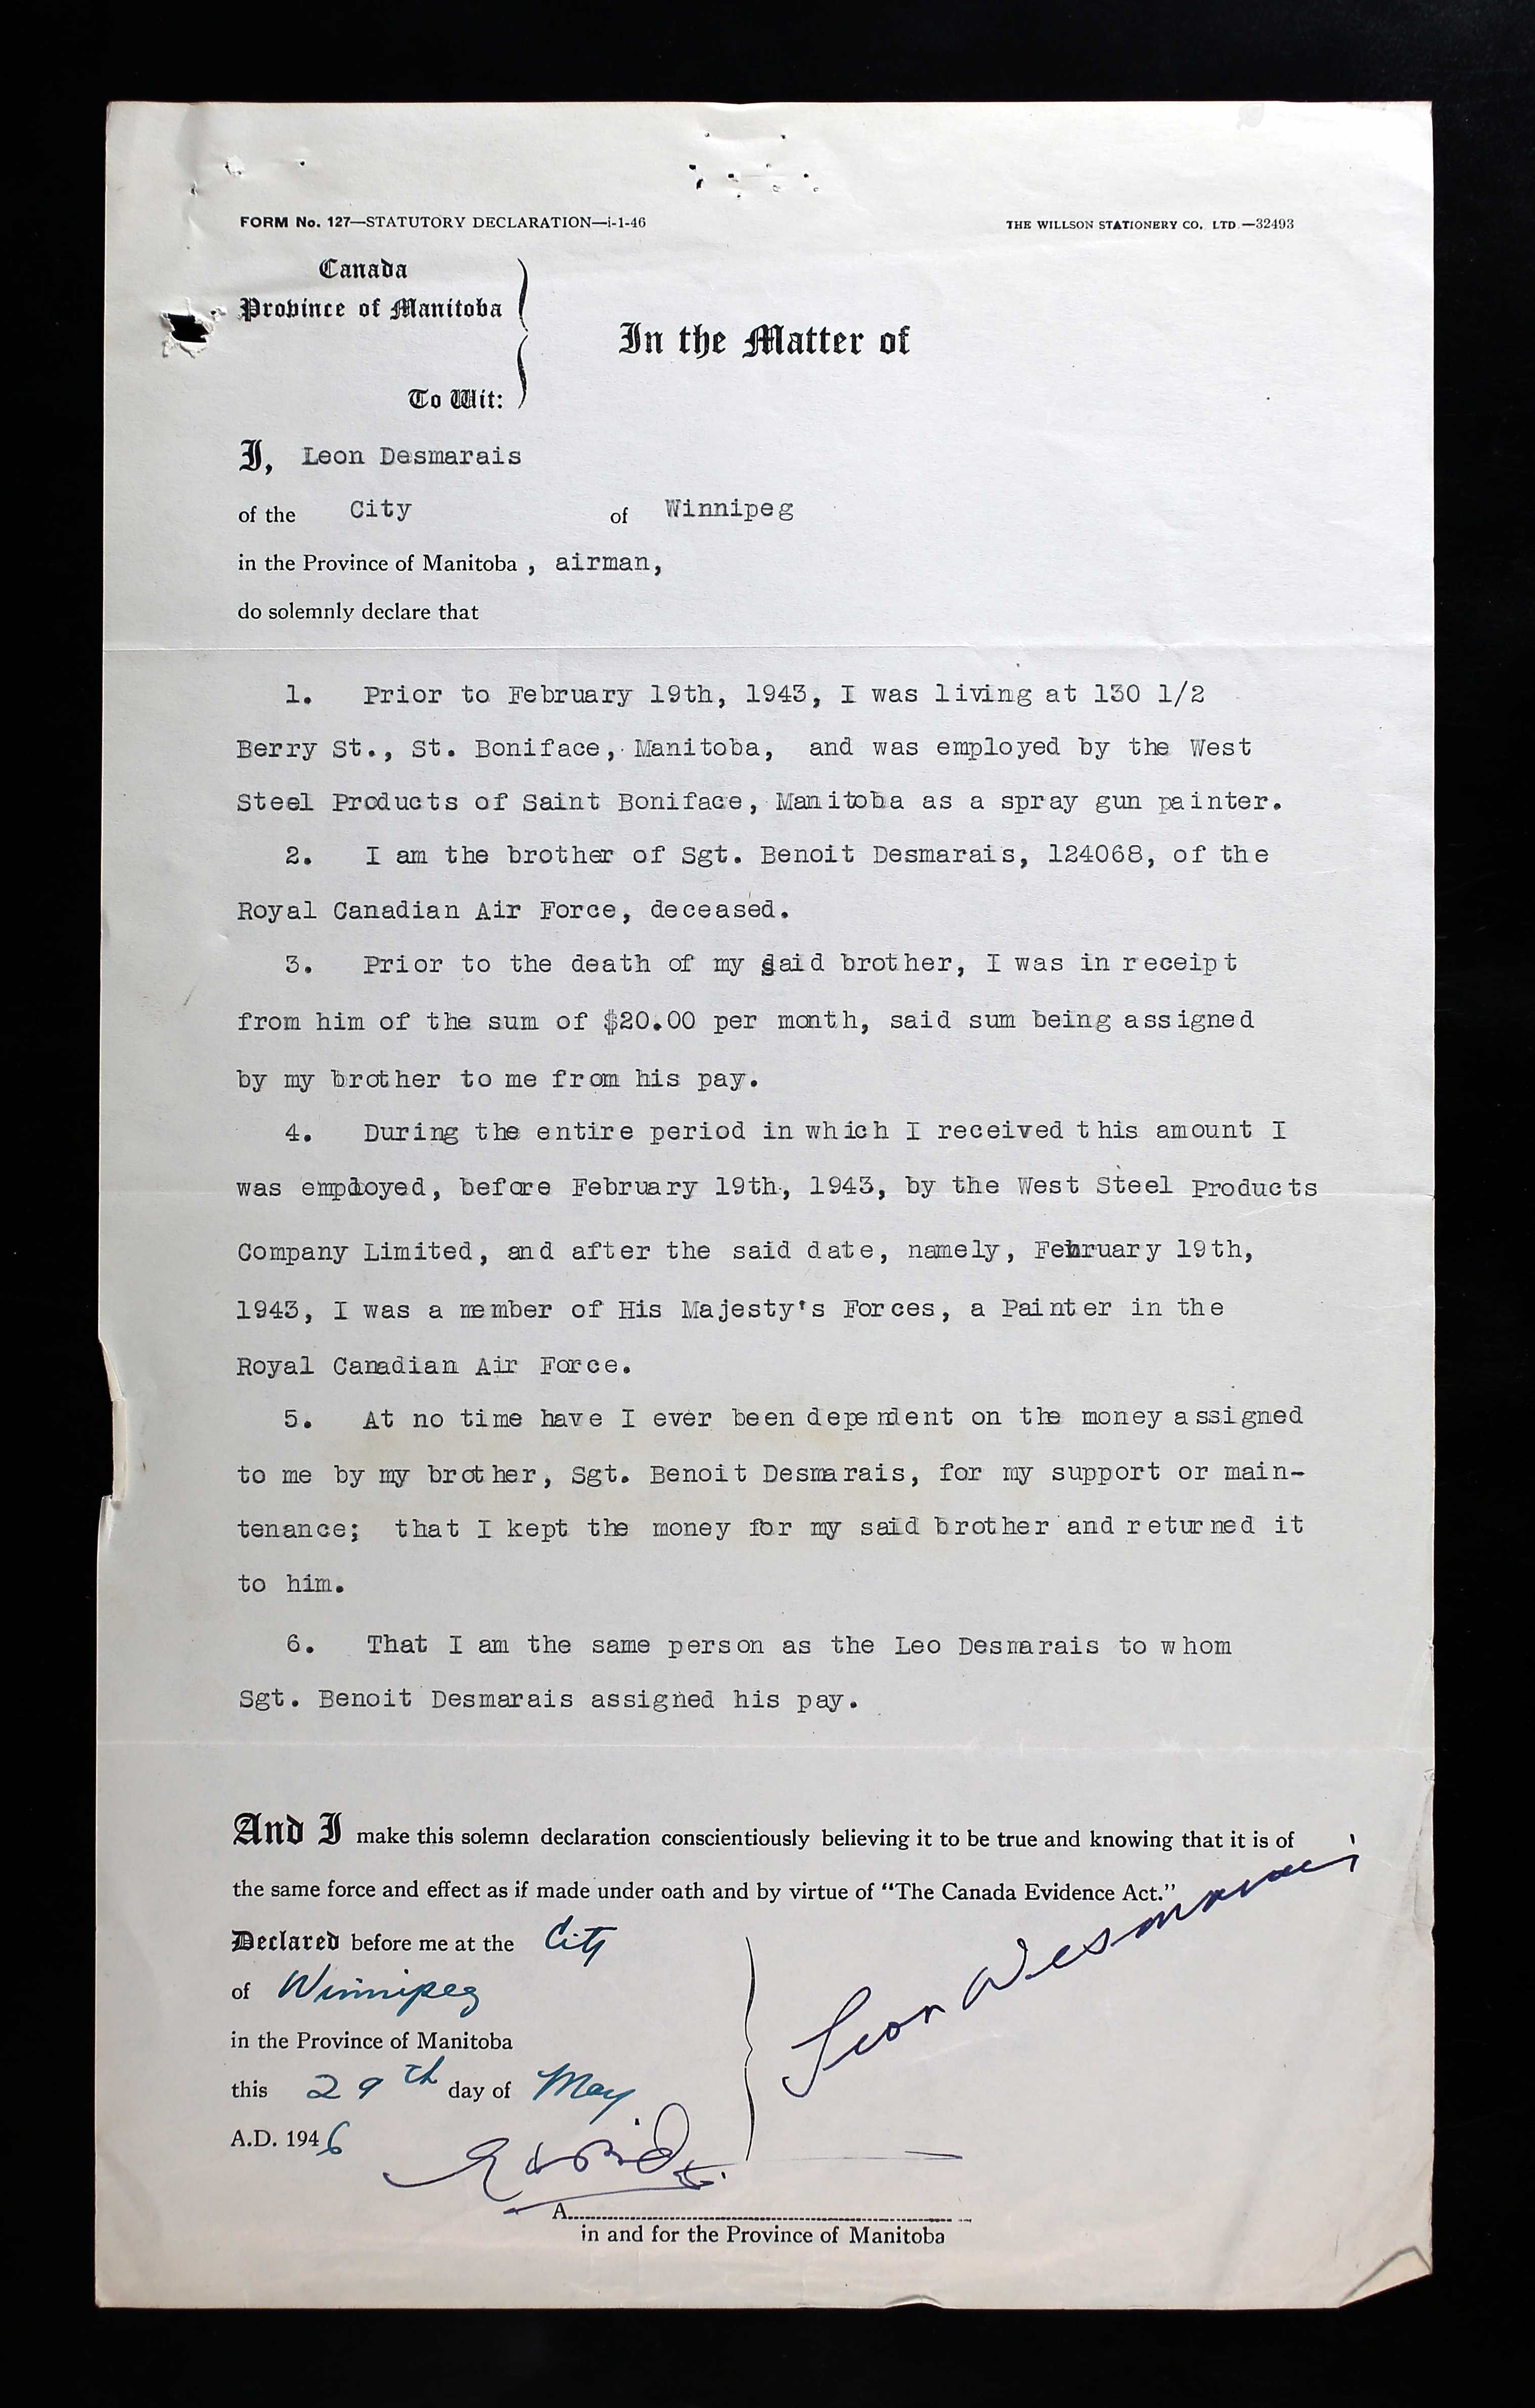 FORM No. 127—STATUTORY DECLARATION—i-1-46
THE WILLSON STATIONERY CO. LTD.—32493
Canada
Province of Manitoba
To Wit:
In the Matter of
I, Leon Desmarais
of the City of Winnipeg
in the Province of Manitoba , airman,
do solemnly declare that
1. Prior to February 19th, 1943, I was living at 130 1/2
Berry St., St. Boniface, Manitoba, and was employed by the West
Steel Products of Saint Boniface, Manitoba as a spray gun painter.
2. I am the brother of Sgt. Benoit Desmarais, 124068, of the
Royal Canadian Air Force, deceased.
3. Prior to the death of my said brother, I was in receipt
from him of the sum of $20.00 per month, said sum being assigned
by my brother to me from his pay.
4. During the entire period in which I received this amount I
was employed, before February 19th, 1943, by the West Steel Products
Company Limited, and after the said date, namely, February 19th,
1943, I was a member of His Majesty's Forces, a Painter in the
Royal Canadian Air Force.
5. At no time have I ever been dependent on the money assigned
to me by my brother, Sgt. Benoit Desmarais, for my support or main-
tenance; that I kept the money for my said brother and returned it
to him.
6. That I am the same person as the Leo Desmarais to whom
Sgt. Benoit Desmarais assigned his pay.
And I make this solemn declaration conscientiously believing it to be true and knowing that it is of
the same force and effect as if made under oath and by virtue of "The Canada Evidence Act."
Declared before me at the City
of Winnipeg
in the Province of Manitoba
this 29th day of May
A.D. 1946
Leon Desmarais
A
in and for the Province of Manitoba